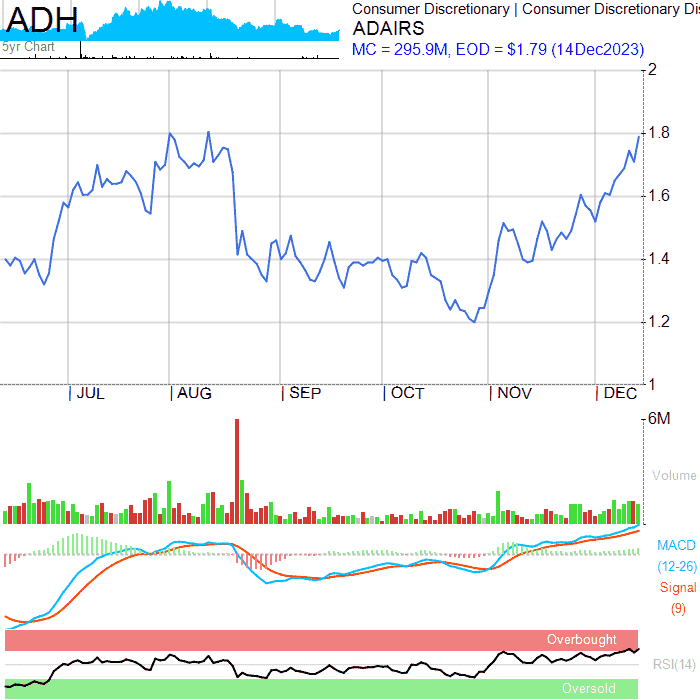 ADH
5yr Chart
Consumer Discretionary | Consumer Discretionary Dis
ADAIRS
MC = 295.9M, EOD = $1.79 (14Dec2023)
2
1.8
1.6
1.4
1.2
1
JUL AUG SEP OCT NOV DEC
6M
Volume
MACD
(12-26)
Signal
(9)
Overbought
RSI(14)
Oversold